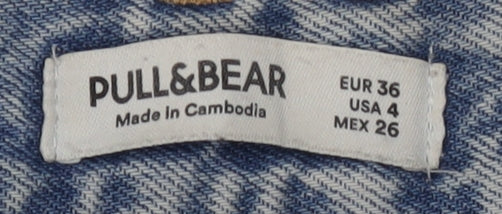 PULL&BEAR
Made in Cambodia
EUR 36
USA 4
MEX 26